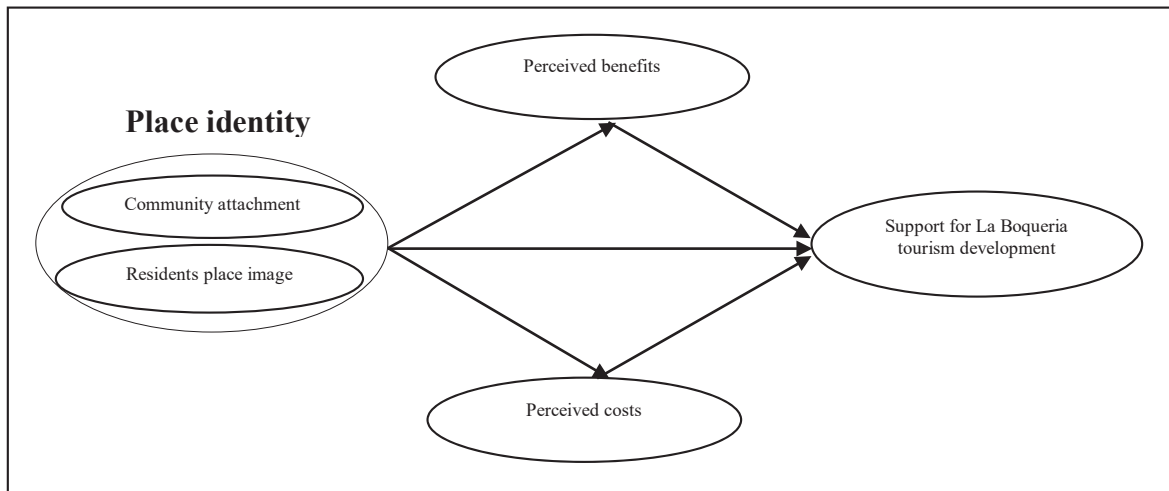 Perceived benefits
Place identity
Community attachment
Residents place image
Support for La Boqueria
tourism development
Perceived costs